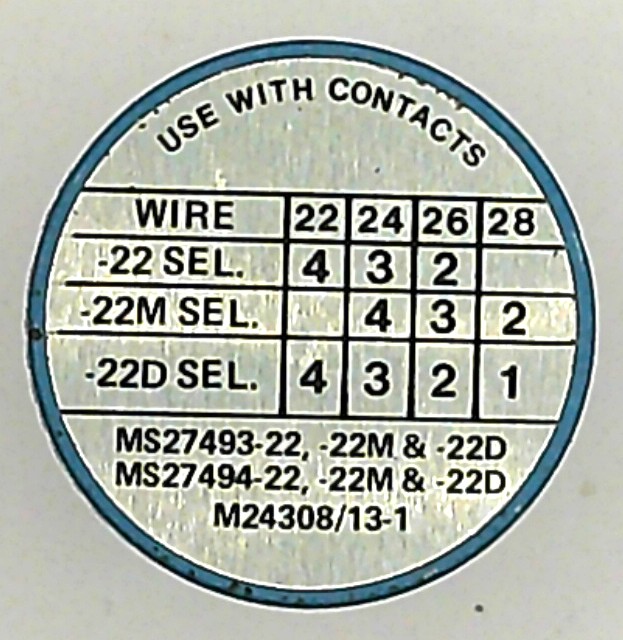 USE WITH CONTACTS
WIRE 22 24 26 28
-22 SEL. 4 3 2
-22M SEL. 4 3 2
-22D SEL. 4 3 2 1
MS27493-22, -22M & -22D
MS27494-22, -22M & -22D
M24308/13-1